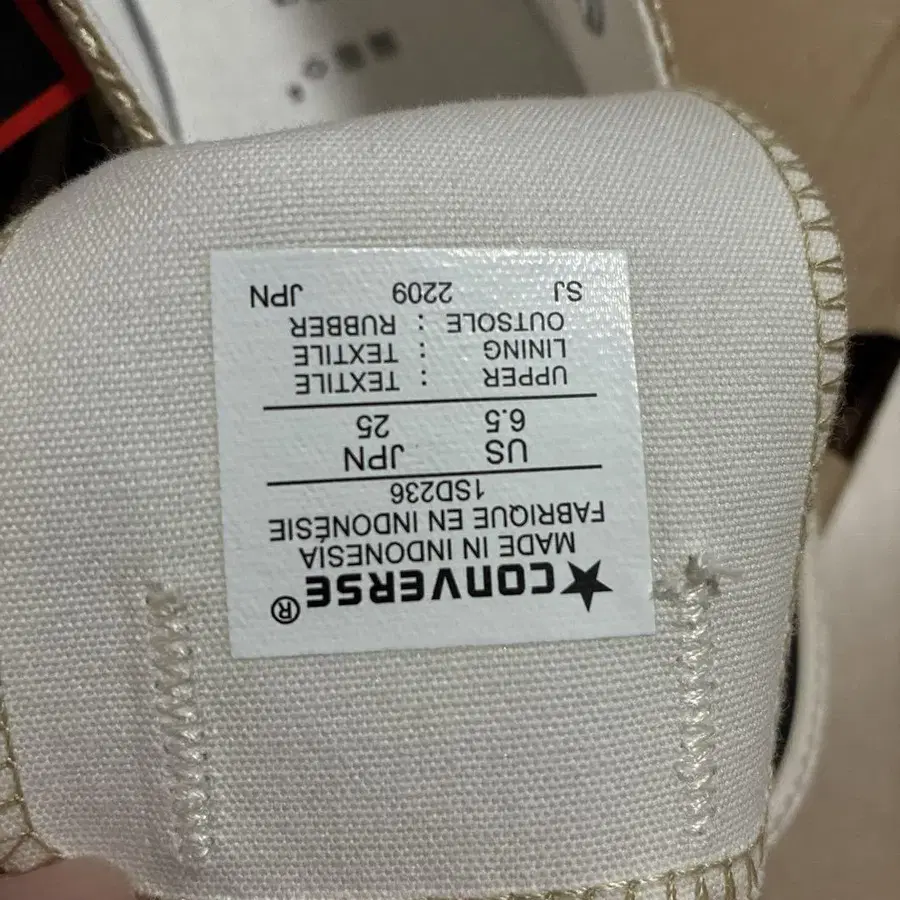 CONVERSE®
MADE IN INDONESIA
FABRIQUE EN INDONÉSIE
1SD236
US JPN
6.5 25
UPPER : TEXTILE
LINING : TEXTILE
OUTSOLE : RUBBER
SJ 2209 JPN